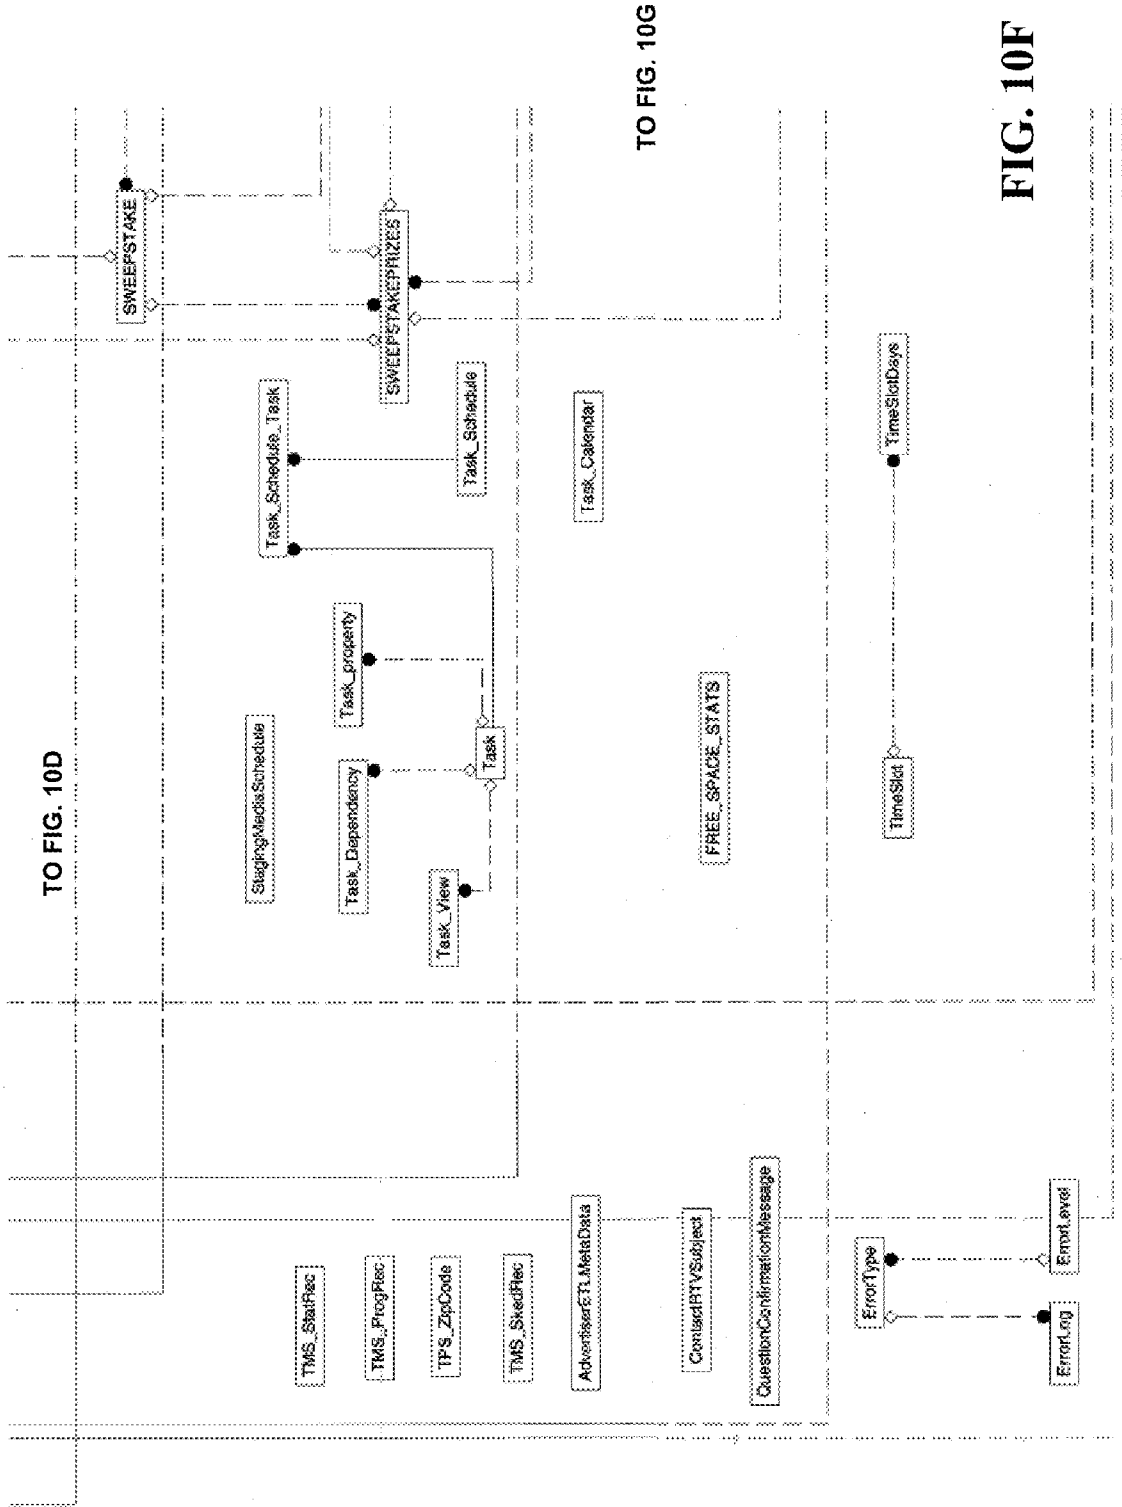 TO FIG. 10D
TMS_StatRec
TMS_ProgRec
TPS_ZipCode
TMS_SkedRec
AdvertiserETLMetaData
ContactRTVSubject
QuestionConfirmationMessage
ErrorType
ErrorLog
ErrorLevel
StagingMediaSchedule
Task_Dependency
Task_View
Task_property
Task
Task_Schedule_Task
Task_Schedule
Task_Calendar
FREE_SPACE_STATS
TimeSlot
TimeSlotDays
SWEEPSTAKE
SWEEPSTAKEPRIZES
TO FIG. 10G
FIG. 10F